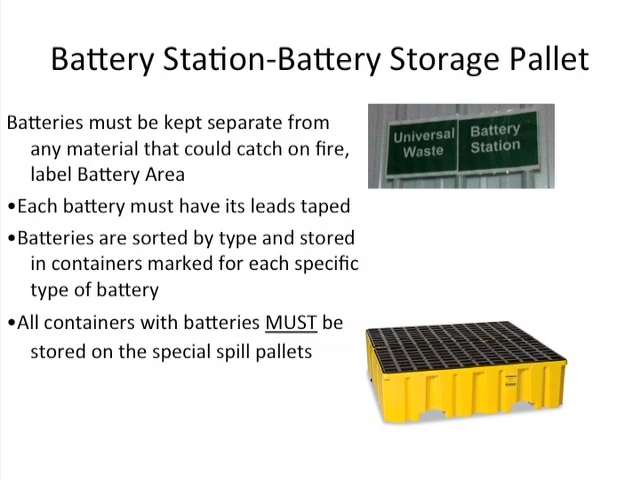 Battery Station-Battery Storage Pallet
Batteries must be kept separate from
any material that could catch on fire,
label Battery Area
•Each battery must have its leads taped
•Batteries are sorted by type and stored
in containers marked for each specific
type of battery
•All containers with batteries MUST be
stored on the special spill pallets
Universal
Waste
Battery
Station